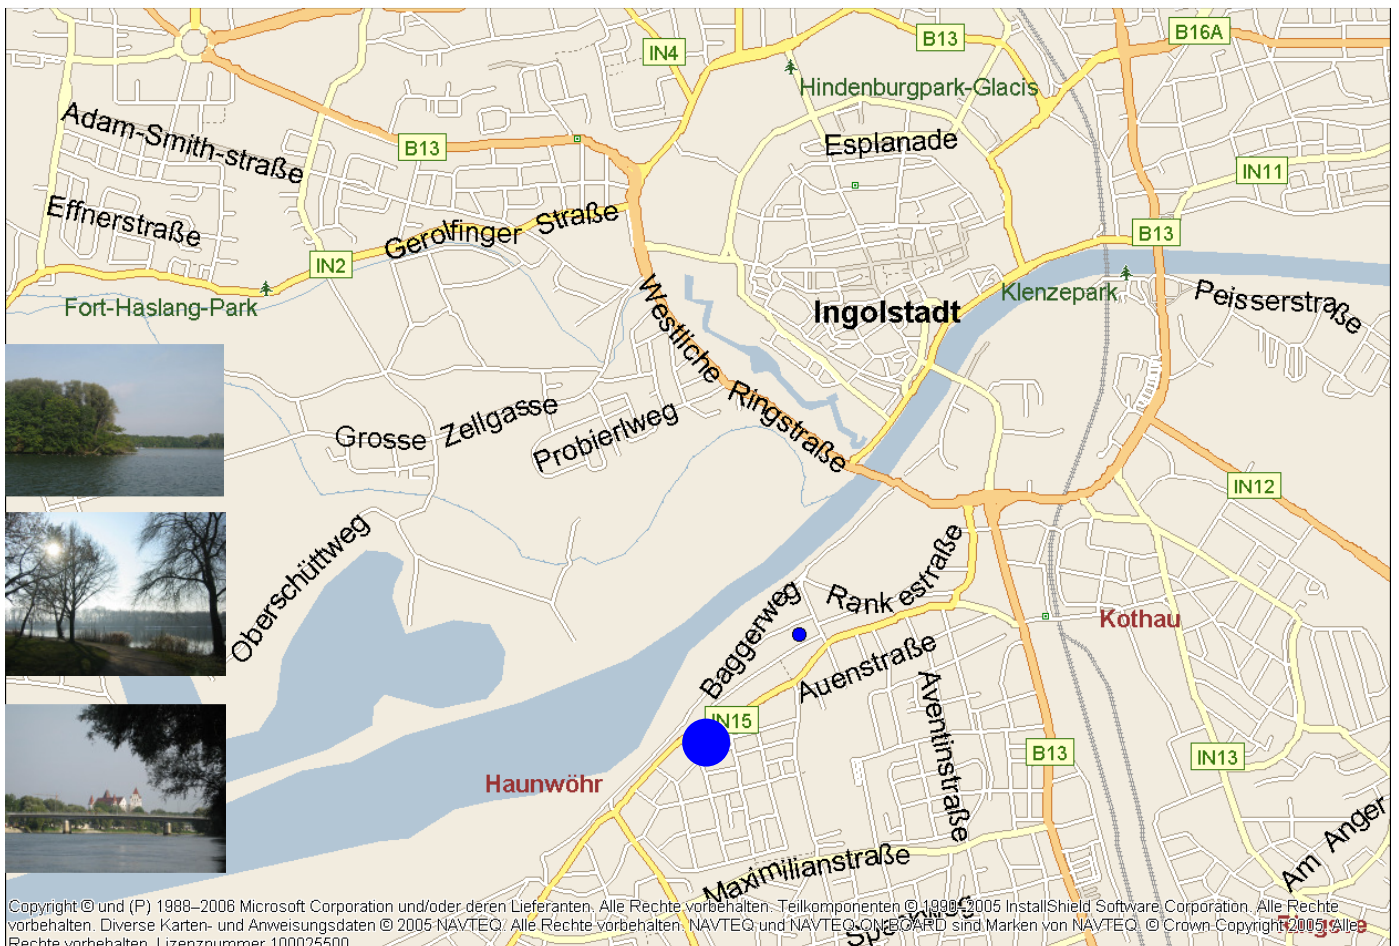 B16A
IN4
B13
Hindenburgpark-Glacis
Adam-Smith-straße
B13
Esplanade
IN11
Effnerstraße
Gerolfinger Straße
B13
IN2
Fort-Haslang-Park
Klenzepark
Peisserstraße
Ingolstadt
Westliche Ringstraße
Grosse Zellgasse
Probierlweg
IN12
Oberschüttweg
Baggerweg
Rankestraße
Kothau
Auenstraße
Aventinstraße
IN15
B13
IN13
Haunwöhr
Am Anger
Maximilianstraße
Copyright © und (P) 1988–2006 Microsoft Corporation und/oder deren Lieferanten. Alle Rechte vorbehalten. Teilkomponenten © 1990-2005 InstallShield Software Corporation. Alle Rechte
vorbehalten. Diverse Karten- und Anweisungsdaten © 2005 NAVTEQ. Alle Rechte vorbehalten. NAVTEQ und NAVTEQ ON BOARD sind Marken von NAVTEQ. © Crown Copyright 2005. Alle
Rechte vorbehalten. Lizenznummer 100025500